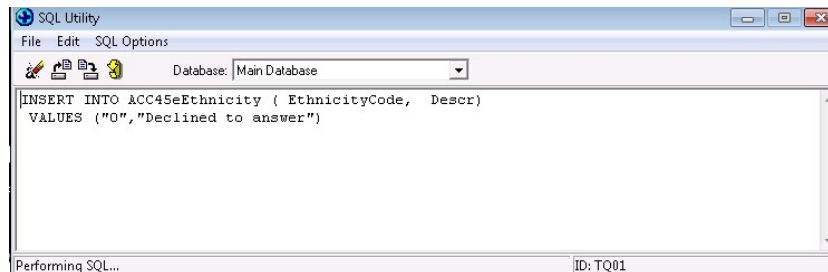 SQL Utility
File Edit SQL Options
Database: Main Database
INSERT INTO ACC45eEthnicity ( EthnicityCode, Descr)
VALUES ("O","Declined to answer")
Performing SQL...
ID: TQ01